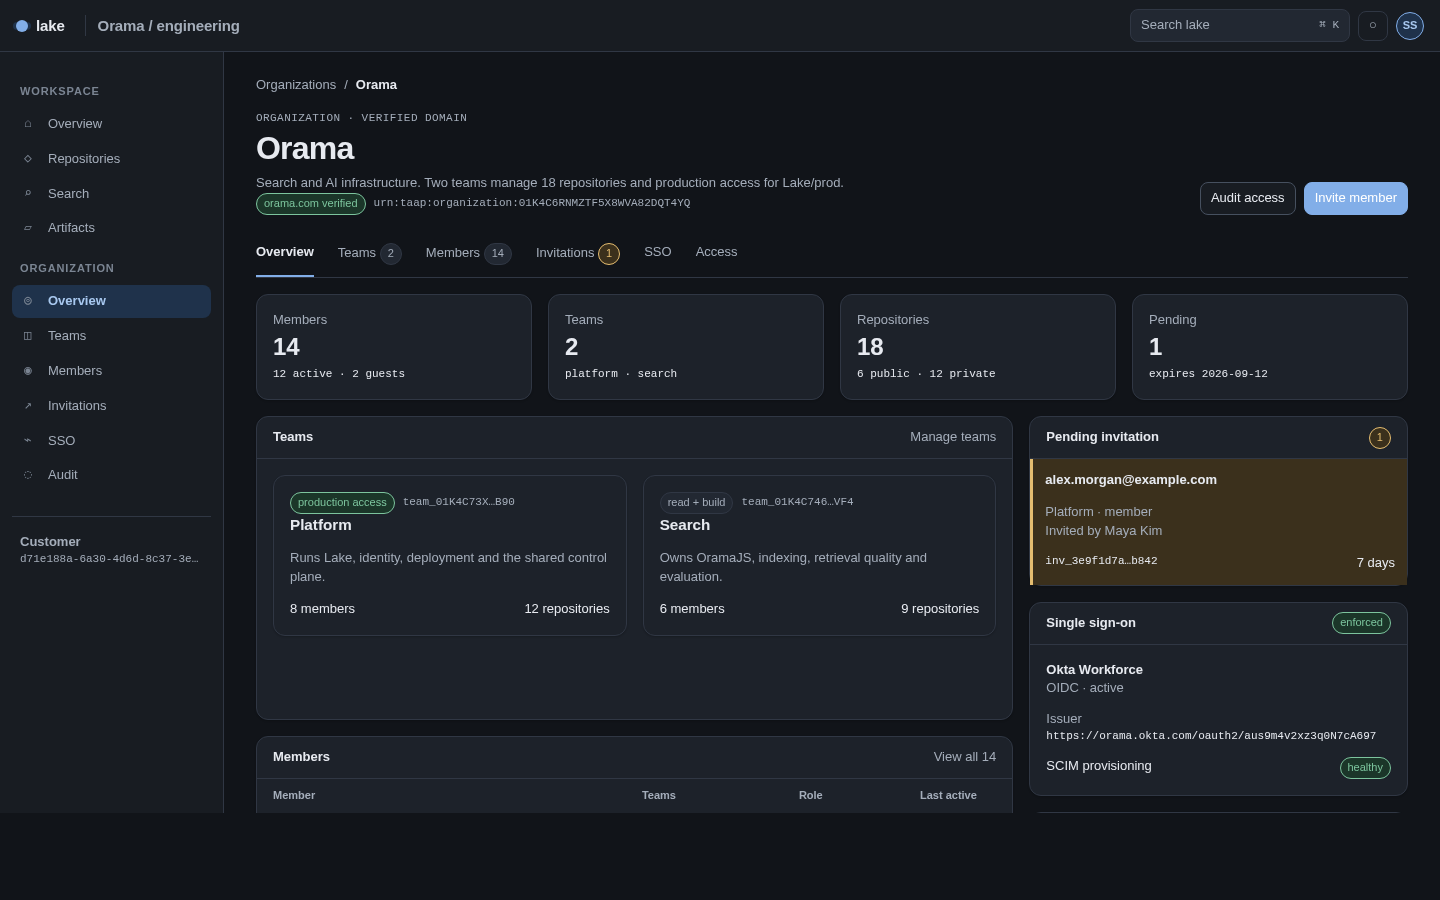 lake
Orama / engineering
Search lake ⌘ K
SS
WORKSPACE
Overview
Repositories
Search
Artifacts
ORGANIZATION
Overview
Teams
Members
Invitations
SSO
Audit
Customer
d71e188a-6a30-4d6d-8c37-3e…
Organizations / Orama
ORGANIZATION · VERIFIED DOMAIN
Orama
Search and AI infrastructure. Two teams manage 18 repositories and production access for Lake/prod.
orama.com verified urn:taap:organization:01K4C6RNMZTF5X8WVA82DQT4YQ
Audit access
Invite member
Overview Teams 2 Members 14 Invitations 1 SSO Access
Members
14
12 active · 2 guests
Teams
2
platform · search
Repositories
18
6 public · 12 private
Pending
1
expires 2026-09-12
Teams
Manage teams
production access team_01K4C73X…B90
Platform
Runs Lake, identity, deployment and the shared control
plane.
8 members
12 repositories
read + build team_01K4C746…VF4
Search
Owns OramaJS, indexing, retrieval quality and
evaluation.
6 members
9 repositories
Members
View all 14
Member Teams Role Last active
Pending invitation
1
alex.morgan@example.com
Platform · member
Invited by Maya Kim
inv_3e9f1d7a…b842
7 days
Single sign-on
enforced
Okta Workforce
OIDC · active
Issuer
https://orama.okta.com/oauth2/aus9m4v2xz3q0N7cA697
SCIM provisioning
healthy